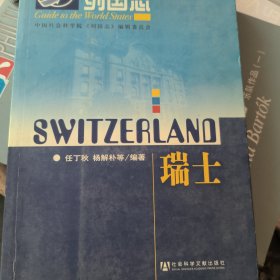 列国志
Guide to the World States
中国社会科学院《列国志》编辑委员会
SWITZERLAND
任丁秋 杨解朴等/编著
瑞士
社会科学文献出版社
Bartók